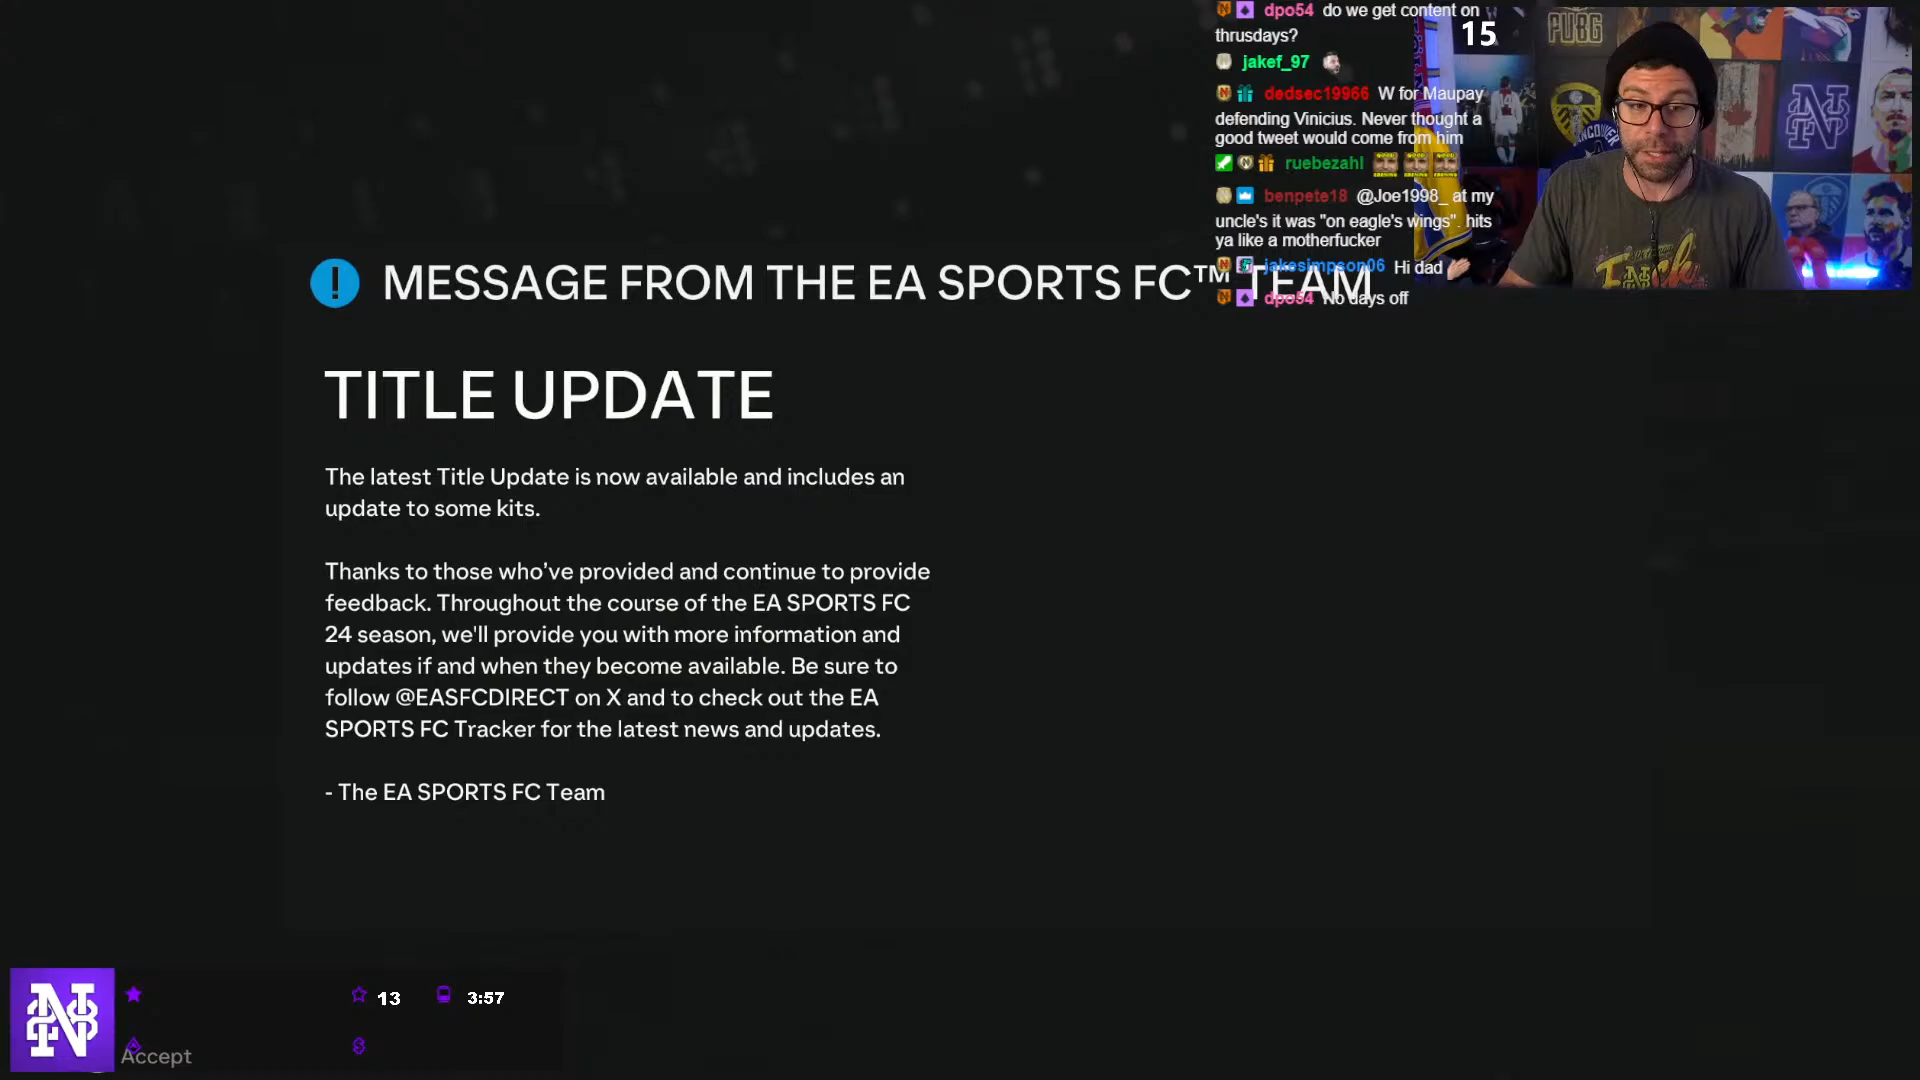 dpo54 do we get content on
thrusdays?
15
jakef_97
dedsec19966 W for Maupay
defending Vinicius. Never thought a
good tweet would come from him
ruebezahl
benpete18 @Joe1998_ at my
uncle's it was "on eagle's wings". hits
ya like a motherfucker
jakesimpson06 Hi dad
dpo54 No days off
PUBG
MESSAGE FROM THE EA SPORTS FC™ TEAM
TITLE UPDATE
The latest Title Update is now available and includes an
update to some kits.
Thanks to those who've provided and continue to provide
feedback. Throughout the course of the EA SPORTS FC
24 season, we'll provide you with more information and
updates if and when they become available. Be sure to
follow @EASFCDIRECT on X and to check out the EA
SPORTS FC Tracker for the latest news and updates.
- The EA SPORTS FC Team
13 3:57
Accept